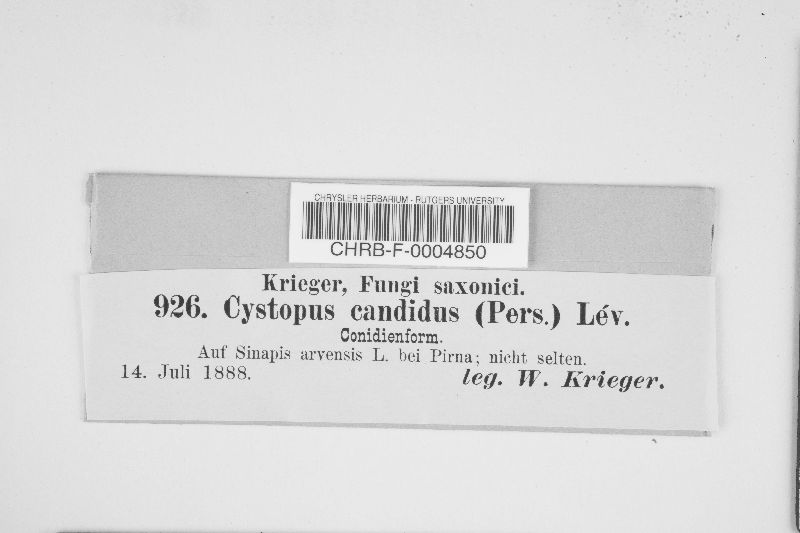 CHRYSLER HERBARIUM - RUTGERS UNIVERSITY
CHRB-F-0004850
Krieger, Fungi saxonici.
926. Cystopus candidus (Pers.) Lév.
Conidienform.
Auf Sinapis arvensis L. bei Pirna; nicht selten.
14. Juli 1888. leg. W. Krieger.